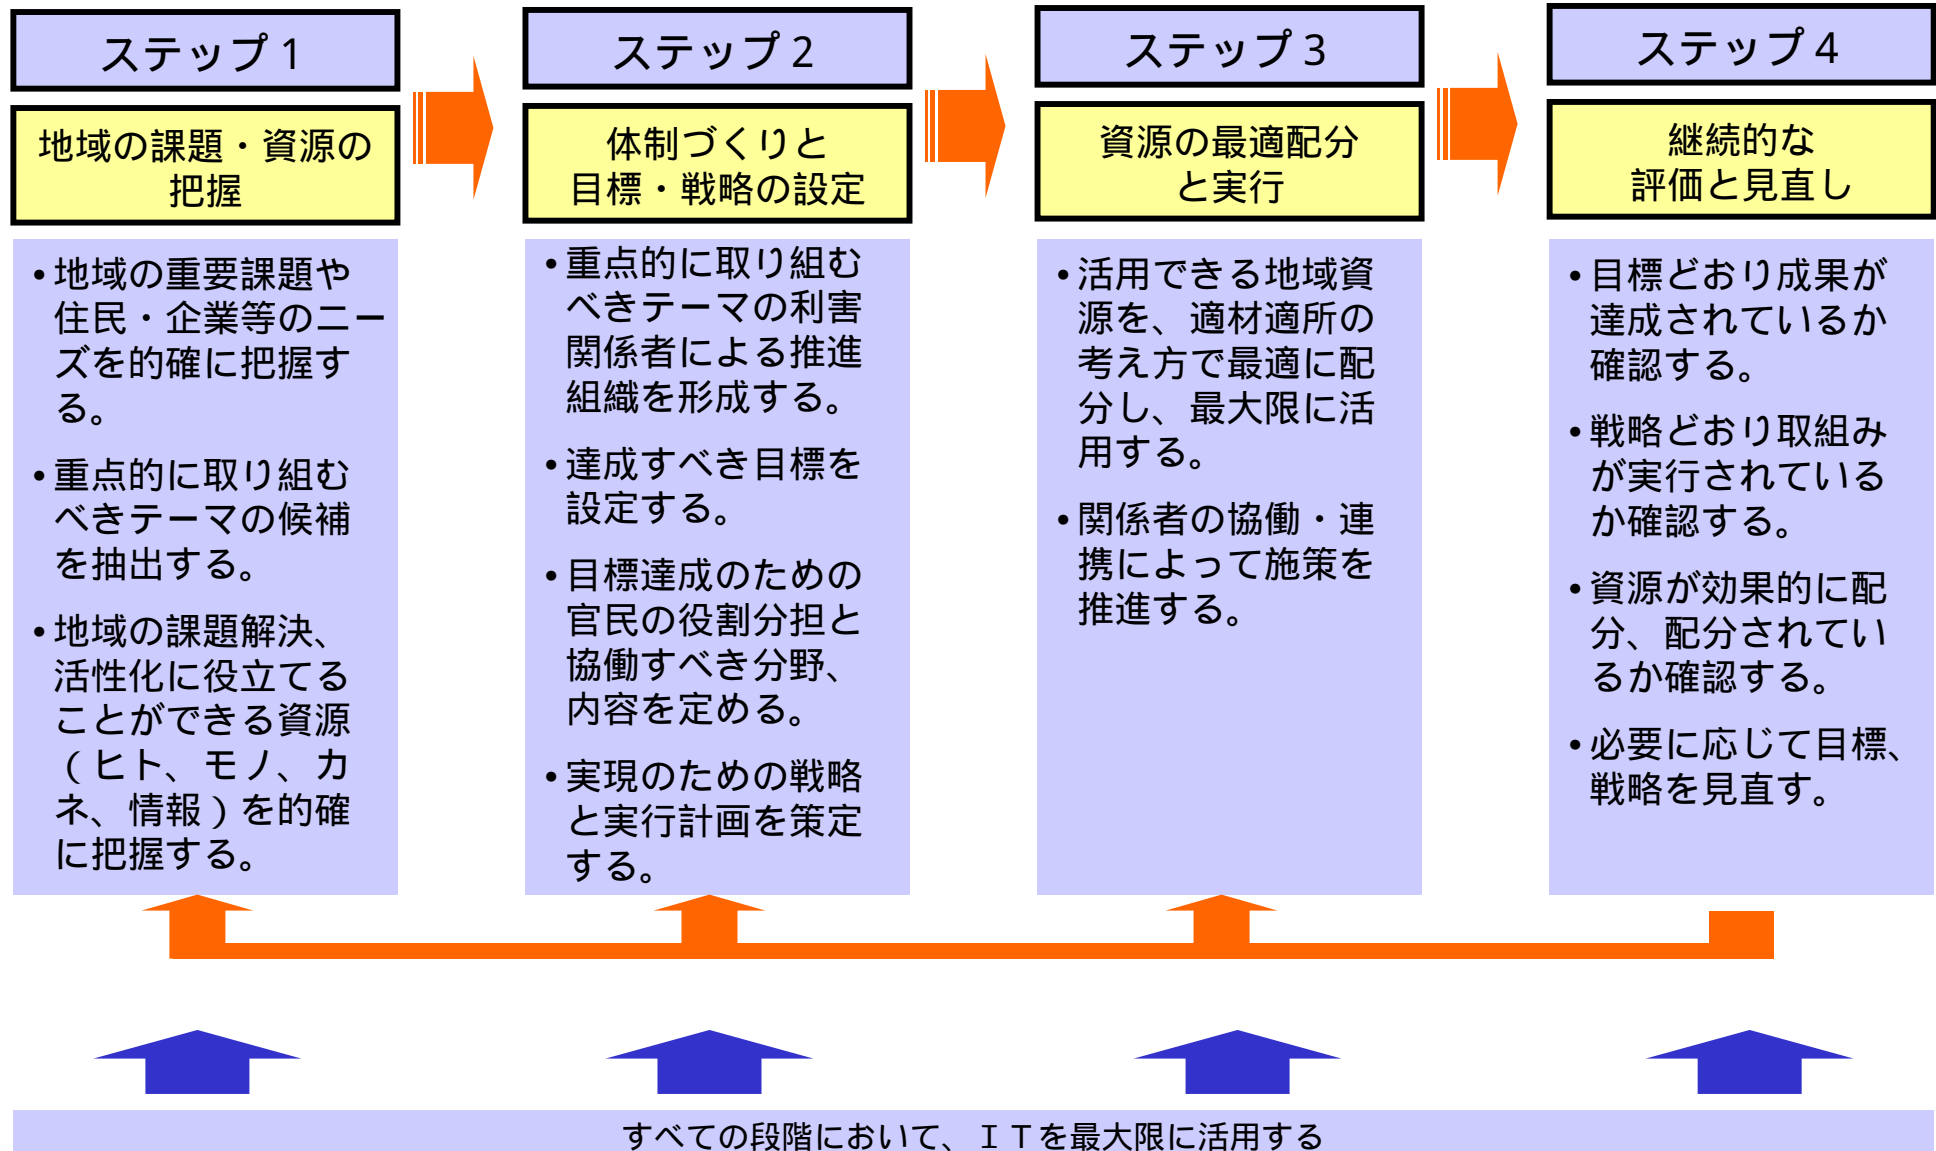 ステップ1
地域の課題・資源の
把握
・地域の重要課題や
住民・企業等のニー
ズを的確に把握す
る。
・重点的に取り組む
べきテーマの候補
を抽出する。
・地域の課題解決、
活性化に役立てる
ことができる資源
(ヒト、モノ、カ
ネ、情報)を的確
に把握する。
ステップ2
体制づくりと
目標・戦略の設定
・重点的に取り組む
べきテーマの利害
関係者による推進
組織を形成する。
・達成すべき目標を
設定する。
・目標達成のための
官民の役割分担と
協働すべき分野、
内容を定める。
・実現のための戦略
と実行計画を策定
する。
ステップ3
資源の最適配分
と実行
・活用できる地域資
源を、適材適所の
考え方で最適に配
分し、最大限に活
用する。
・関係者の協働・連
携によって施策を
推進する。
ステップ4
継続的な
評価と見直し
・目標どおり成果が
達成されているか
確認する。
・戦略どおり取組み
が実行されている
か確認する。
・資源が効果的に配
分、配分されてい
るか確認する。
・必要に応じて目標、
戦略を見直す。
すべての段階において、ITを最大限に活用する